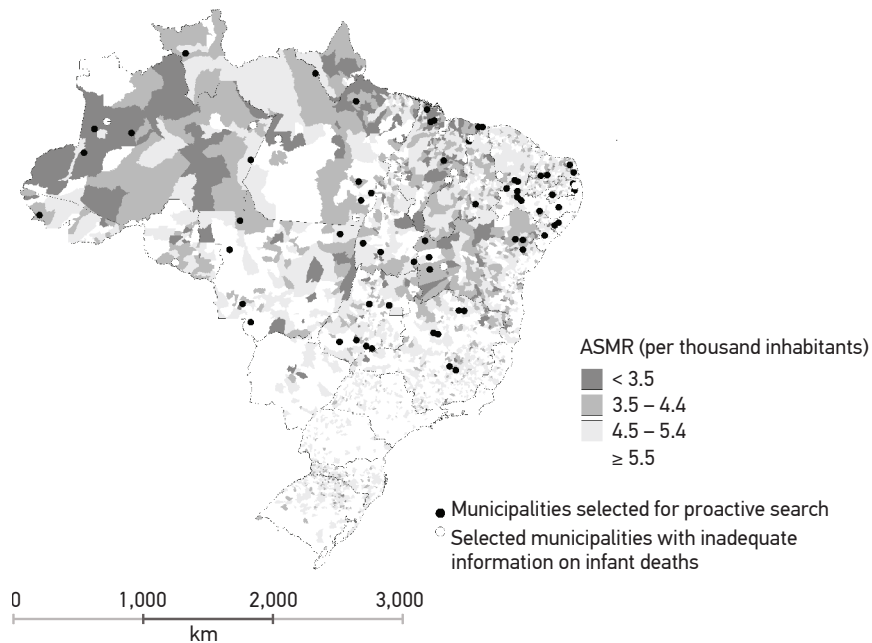 ASMR (per thousand inhabitants)
< 3.5
3.5 – 4.4
4.5 – 5.4
≥ 5.5
Municipalities selected for proactive search
Selected municipalities with inadequate
information on infant deaths
0 1,000 2,000 3,000
km